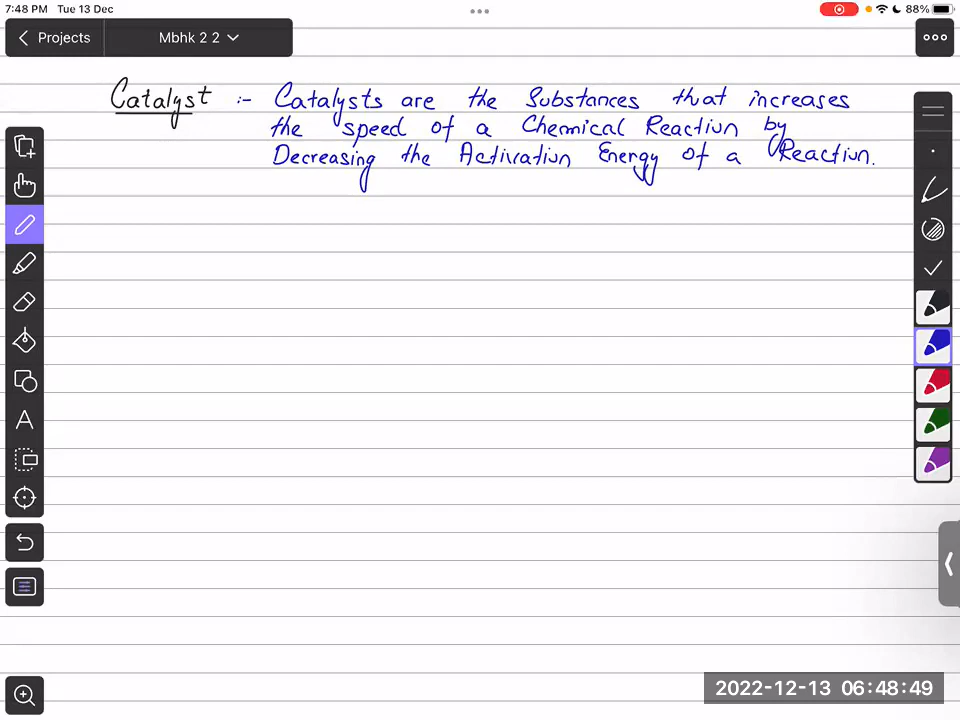 7:48 PM Tue 13 Dec
88%
Projects
Mbhk 2 2
Catalyst :- Catalysts are the Substances that increases
the speed of a Chemical Reaction by
Decreasing the Activation Energy of a Reaction.
A
2022-12-13 06:48:49